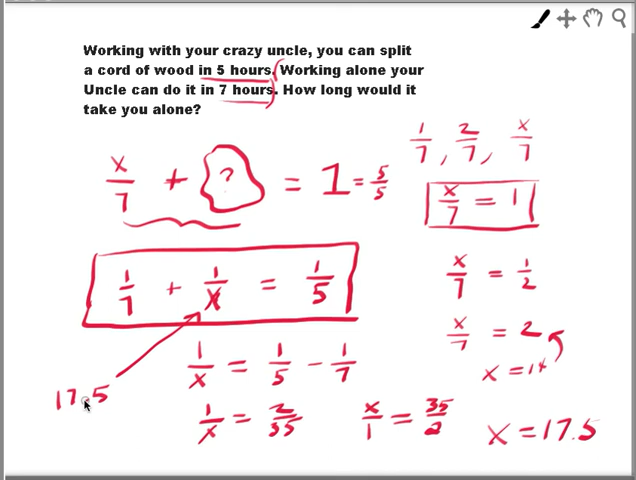 Working with your crazy uncle, you can split
a cord of wood in 5 hours. Working alone your
Uncle can do it in 7 hours. How long would it
take you alone?
1/7, 2/7, x/7
x/7 + ? = 1 = 5/5
x/7 = 1
1/7 + 1/x = 1/5
x/7 = 1/2
x/7 = 2
x = 14
1/x = 1/5 - 1/7
17.5
1/x = 2/35
x/1 = 35/2
x = 17.5